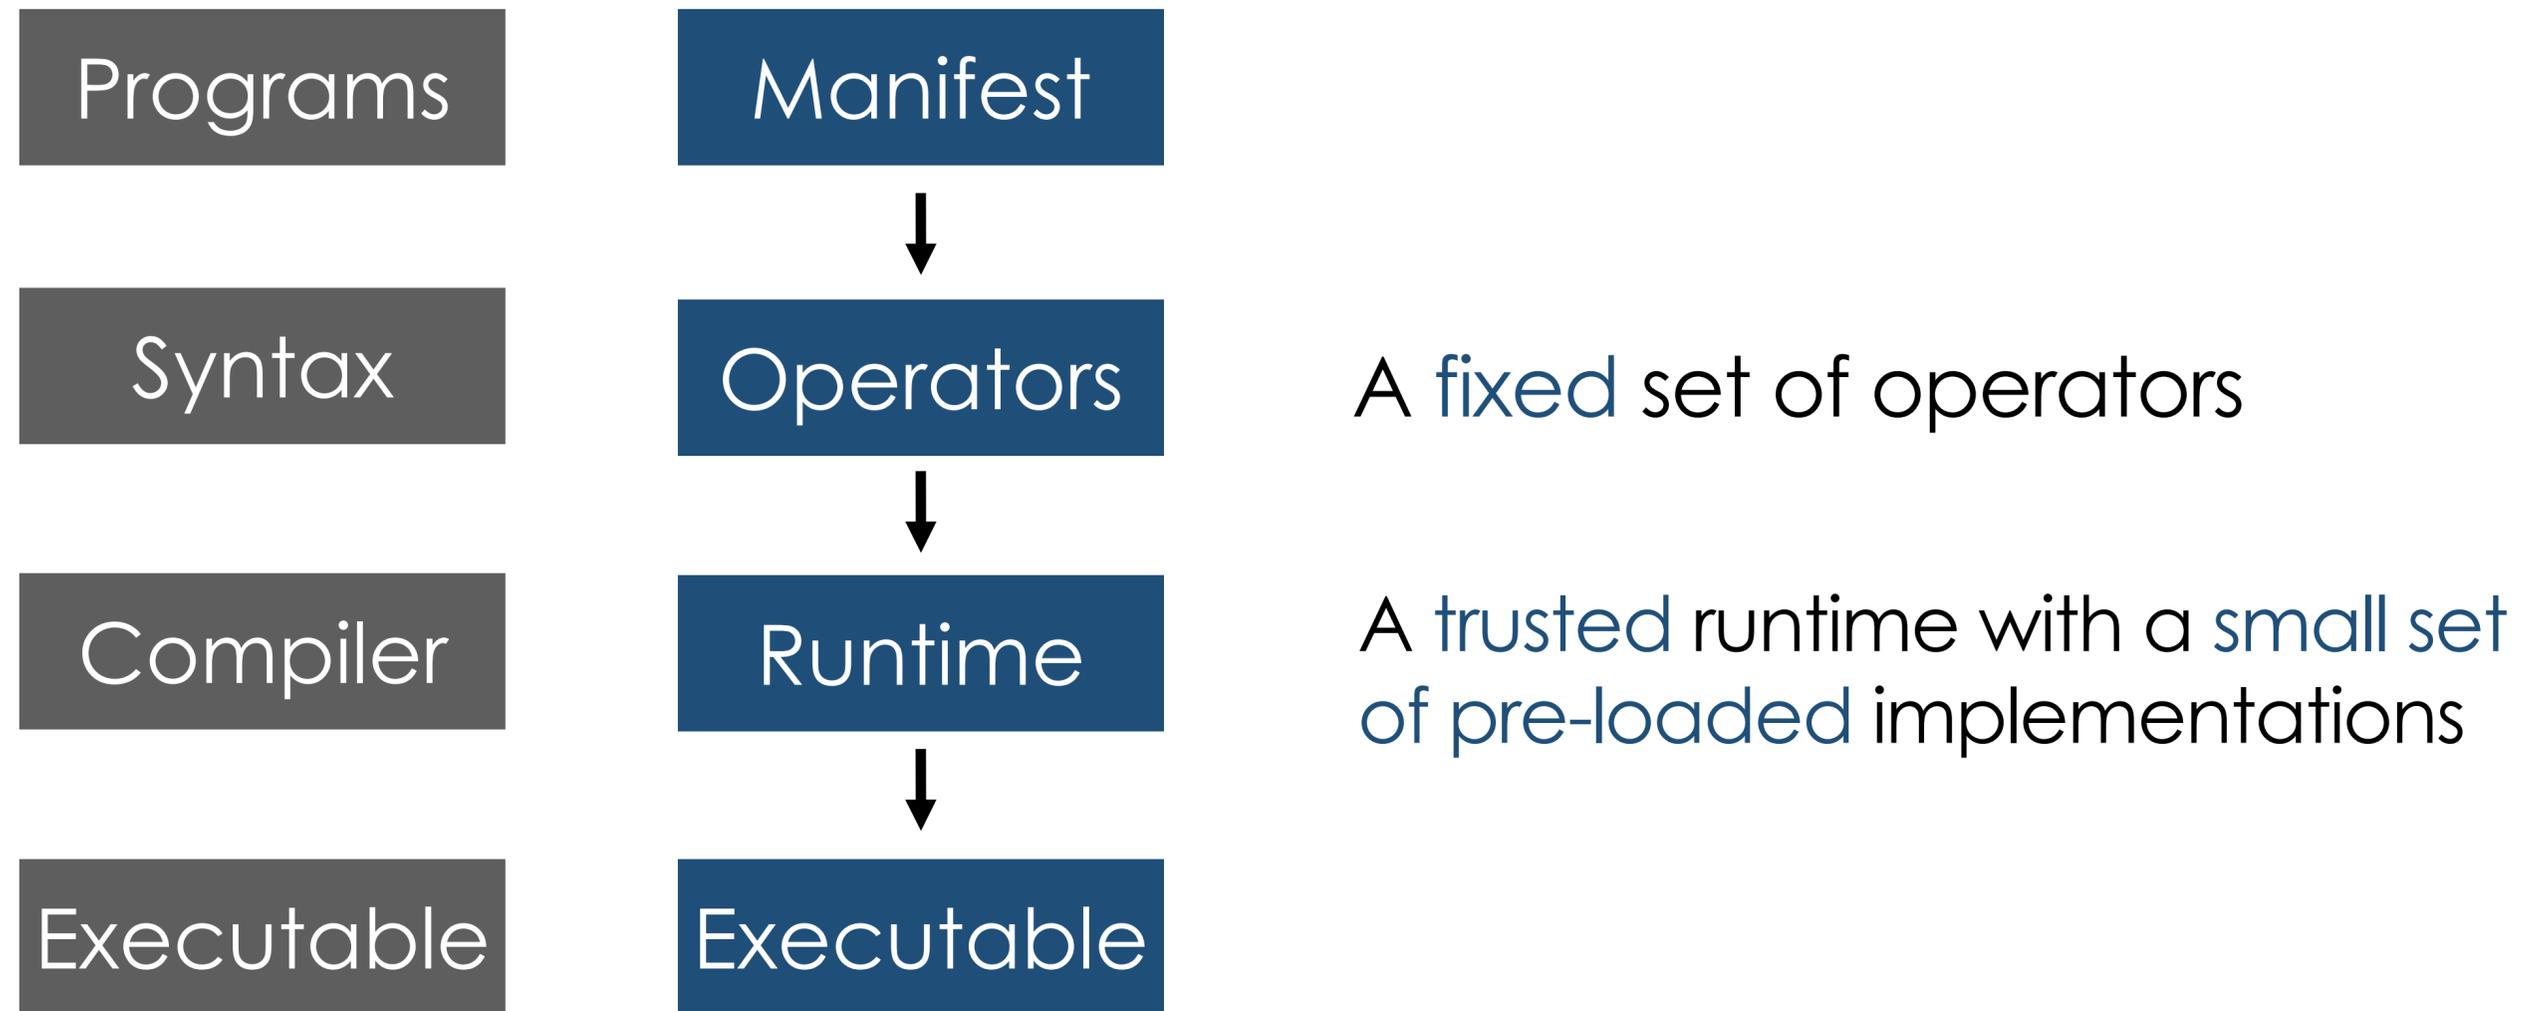 Programs
Manifest
Syntax
Operators
A fixed set of operators
Compiler
Runtime
A trusted runtime with a small set
of pre-loaded implementations
Executable
Executable